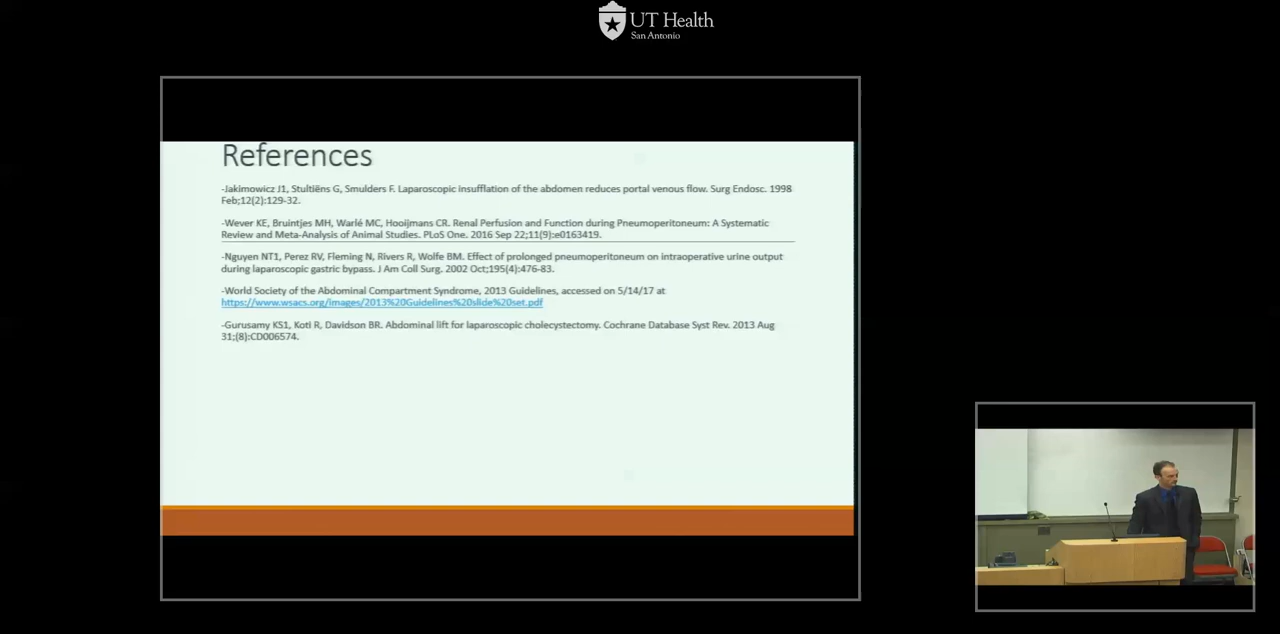 UT Health
San Antonio
References
-Jakimowicz J1, Stultiëns G, Smulders F. Laparoscopic insufflation of the abdomen reduces portal venous flow. Surg Endosc. 1998
Feb;12(2):129-32.
-Wever KE, Bruintjes MH, Warlé MC, Hooijmans CR. Renal Perfusion and Function during Pneumoperitoneum: A Systematic
Review and Meta-Analysis of Animal Studies. PLoS One. 2016 Sep 22;11(9):e0163419.
-Nguyen NT1, Perez RV, Fleming N, Rivers R, Wolfe BM. Effect of prolonged pneumoperitoneum on intraoperative urine output
during laparoscopic gastric bypass. J Am Coll Surg. 2002 Oct;195(4):476-83.
-World Society of the Abdominal Compartment Syndrome, 2013 Guidelines, accessed on 5/14/17 at
https://www.wsacs.org/images/2013%20Guidelines%20slide%20set.pdf
-Gurusamy KS1, Koti R, Davidson BR. Abdominal lift for laparoscopic cholecystectomy. Cochrane Database Syst Rev. 2013 Aug
31;(8):CD006574.